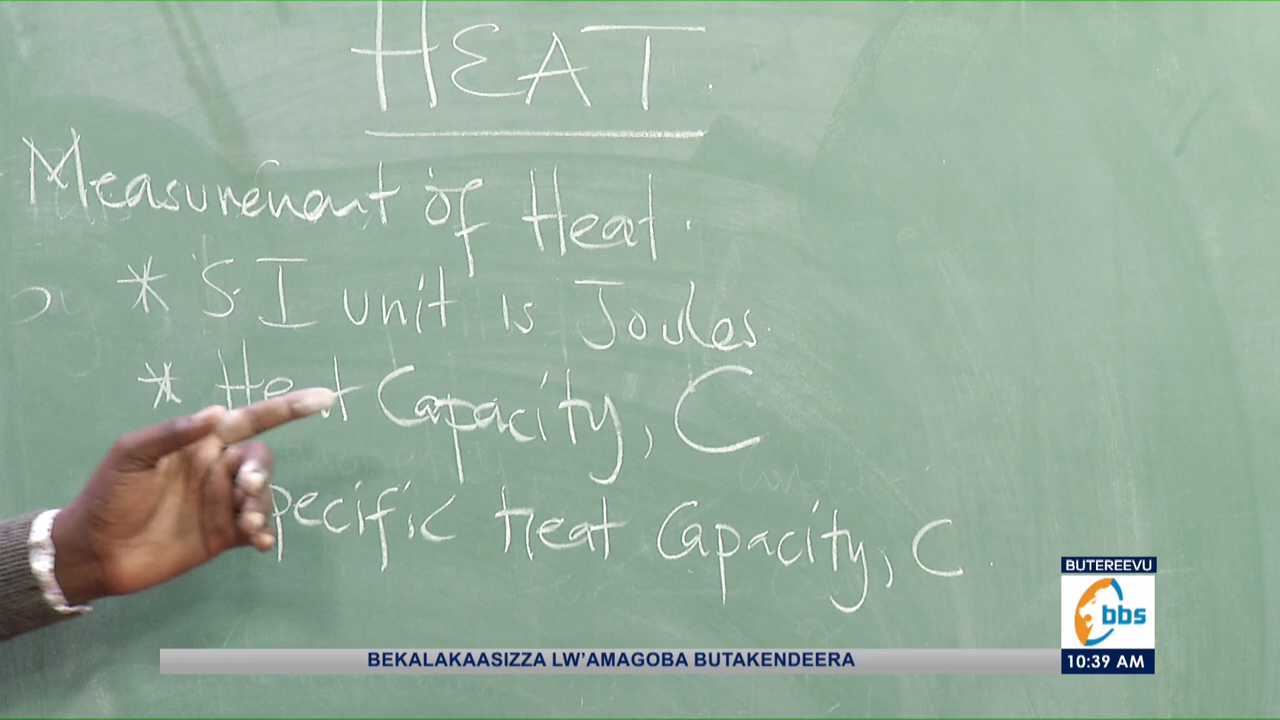 HEAT.
Measurement of Heat.
* S.I unit is Joules.
* Heat Capacity, C
pecific Heat Capacity, C.
BUTEREEVU
bbs
10:39 AM
BEKALAKAASIZZA LW'AMAGOBA BUTAKENDEERA